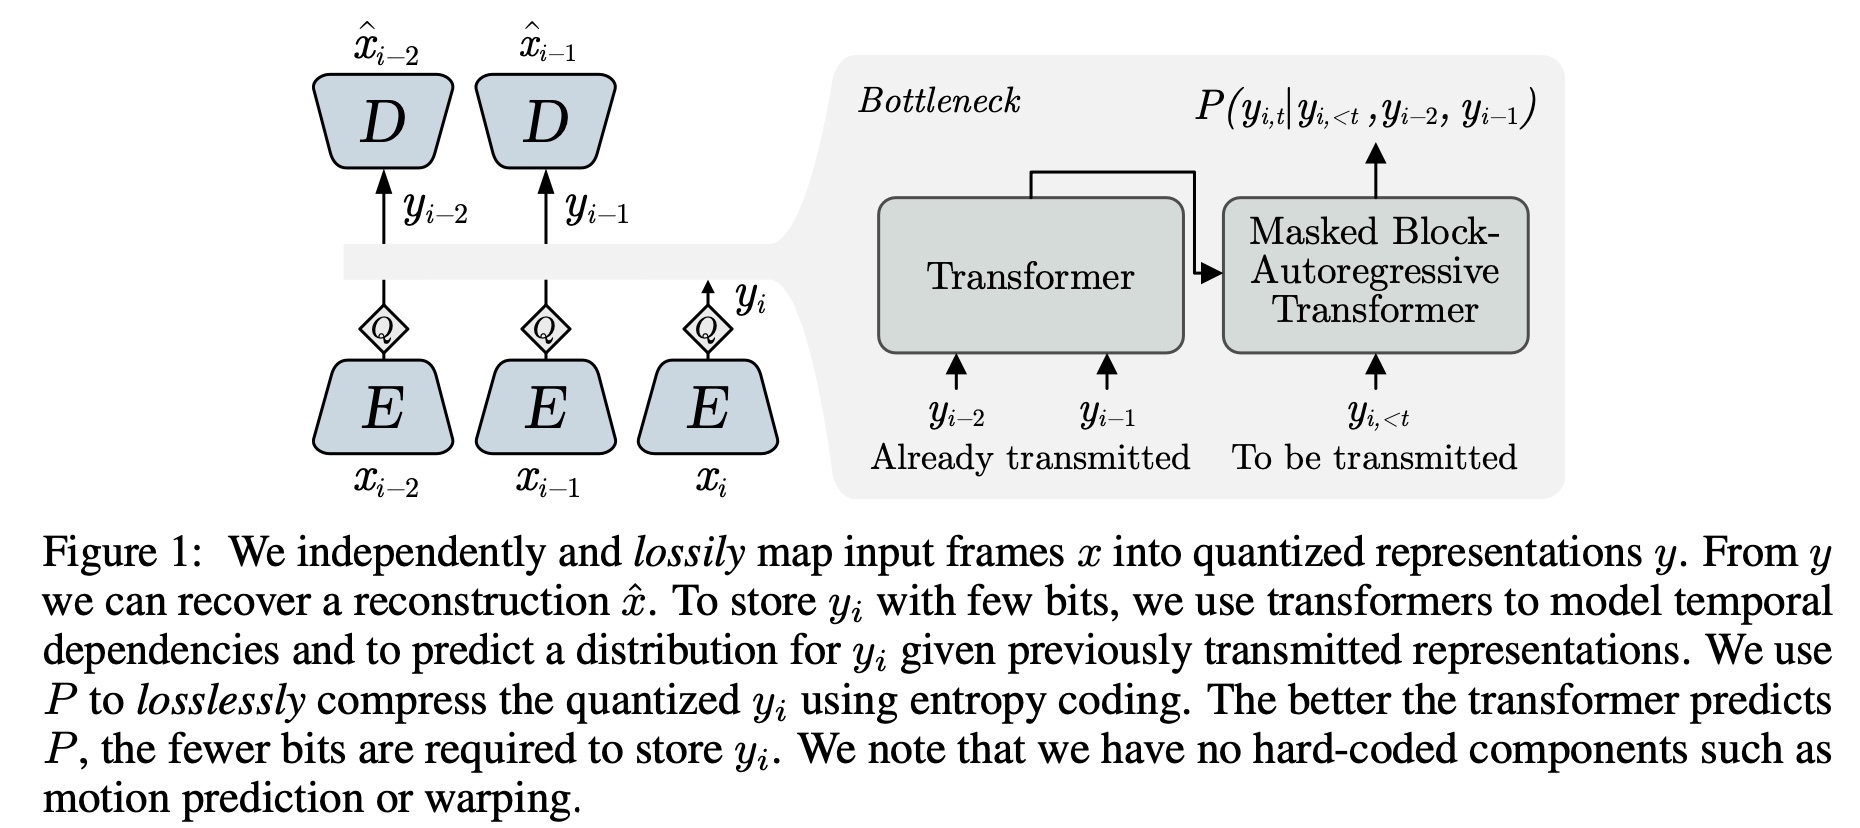 x̂_{i−2} x̂_{i−1}
D D
y_{i−2} y_{i−1}
y_i
Q Q Q
E E E
x_{i−2} x_{i−1} x_i
Bottleneck
P(y_{i,t}|y_{i,<t}, y_{i−2}, y_{i−1})
Transformer
Masked Block-
Autoregressive
Transformer
y_{i−2} y_{i−1} y_{i,<t}
Already transmitted To be transmitted
Figure 1: We independently and lossily map input frames x into quantized representations y. From y
we can recover a reconstruction x̂. To store y_i with few bits, we use transformers to model temporal
dependencies and to predict a distribution for y_i given previously transmitted representations. We use
P to losslessly compress the quantized y_i using entropy coding. The better the transformer predicts
P, the fewer bits are required to store y_i. We note that we have no hard-coded components such as
motion prediction or warping.